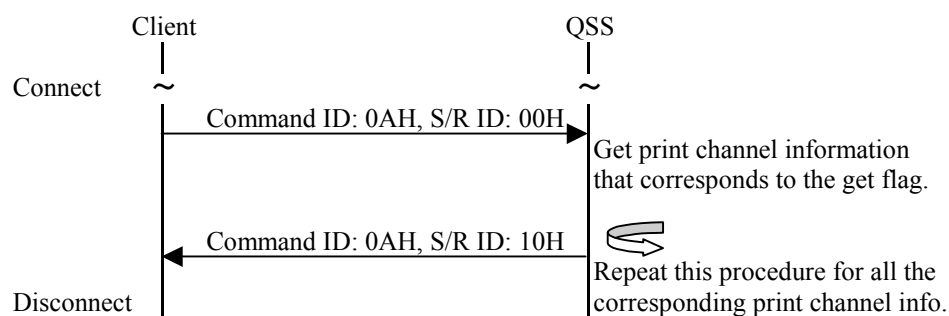 Client
QSS
Connect
~ ~
Command ID: 0AH, S/R ID: 00H
Get print channel information
that corresponds to the get flag.
Command ID: 0AH, S/R ID: 10H
Repeat this procedure for all the
Disconnect
corresponding print channel info.